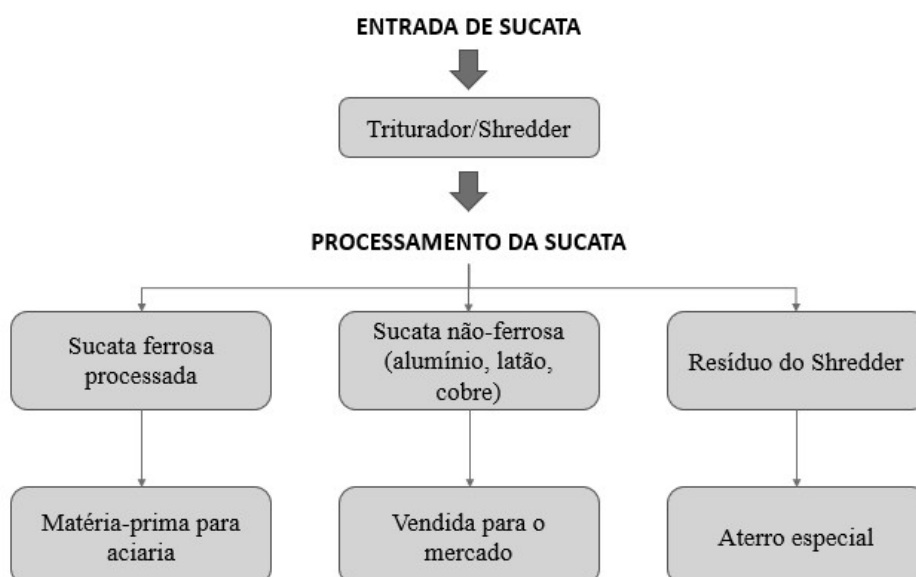 ENTRADA DE SUCATA
Triturador/Shredder
PROCESSAMENTO DA SUCATA
Sucata ferrosa
processada
Sucata não-ferrosa
(alumínio, latão,
cobre)
Resíduo do Shredder
Matéria-prima para
aciaria
Vendida para o
mercado
Aterro especial